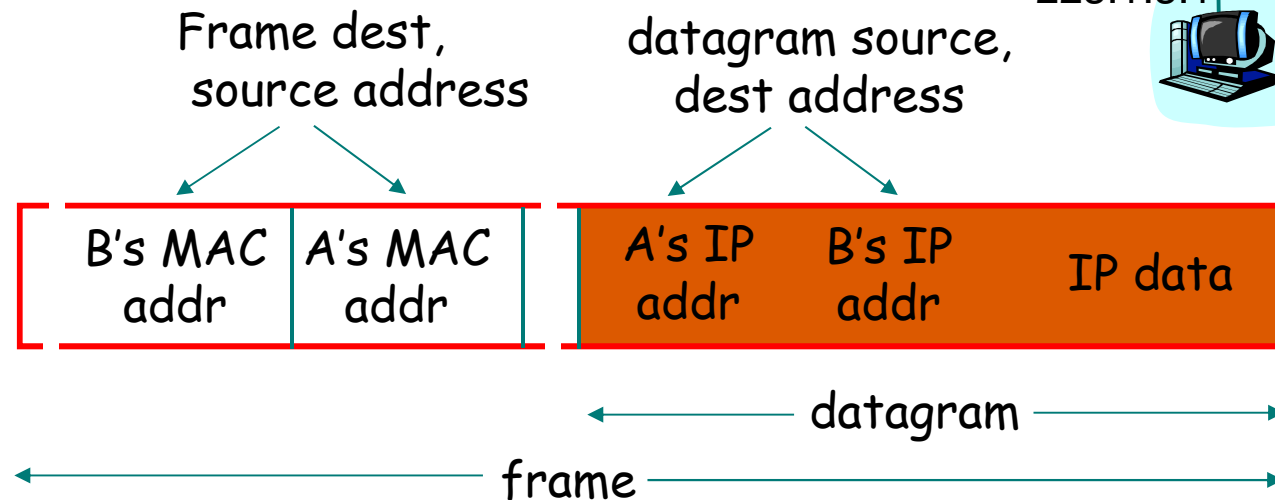 Frame dest,
source address
datagram source,
dest address
B's MAC
addr
A's MAC
addr
A's IP
addr
B's IP
addr
IP data
datagram
frame